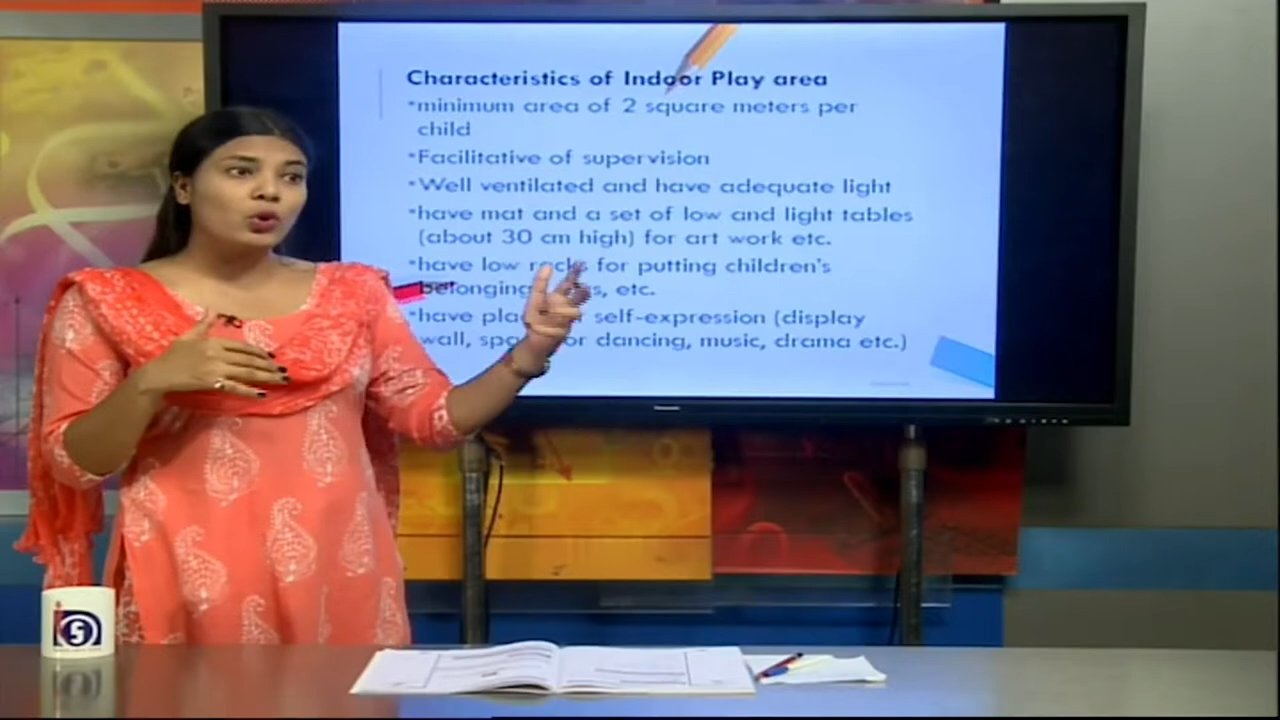 Characteristics of Indoor Play area
•minimum area of 2 square meters per
child
•Facilitative of supervision
•Well ventilated and have adequate light
•have mat and a set of low and light tables
(about 30 cm high) for art work etc.
•have low racks for putting children's
belonging etc.
•have self-expression (display
wall, dancing, music, drama etc.)